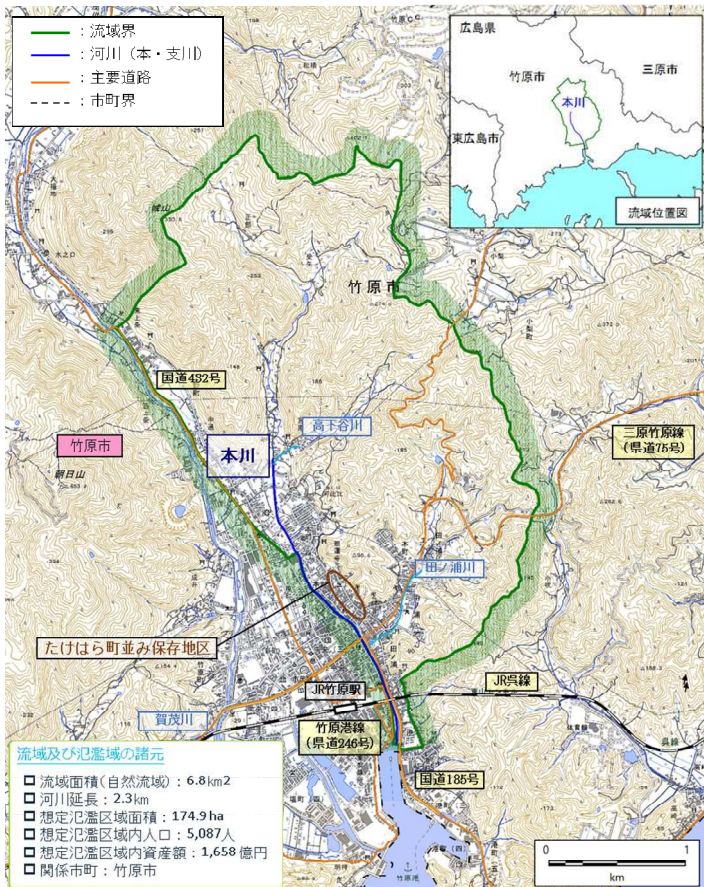 ：流域界
：河川（本・支川）
：主要道路
：市町界
広島県
竹原市
三原市
本川
東広島市
流域位置図
竹原市
国道432号
高下谷川
本川
竹原市
朝日山
三原竹原線
（県道75号）
田ノ浦川
たけはら町並み保存地区
JR竹原駅
JR呉線
賀茂川
竹原港線
（県道246号）
国道185号
呉線
竹原港
流域及び氾濫域の諸元
流域面積（自然流域）：6.8km2
河川延長：2.3km
想定氾濫区域面積：174.9ha
想定氾濫区域内人口：5,087人
想定氾濫区域内資産額：1,658億円
関係市町：竹原市
0 1
km